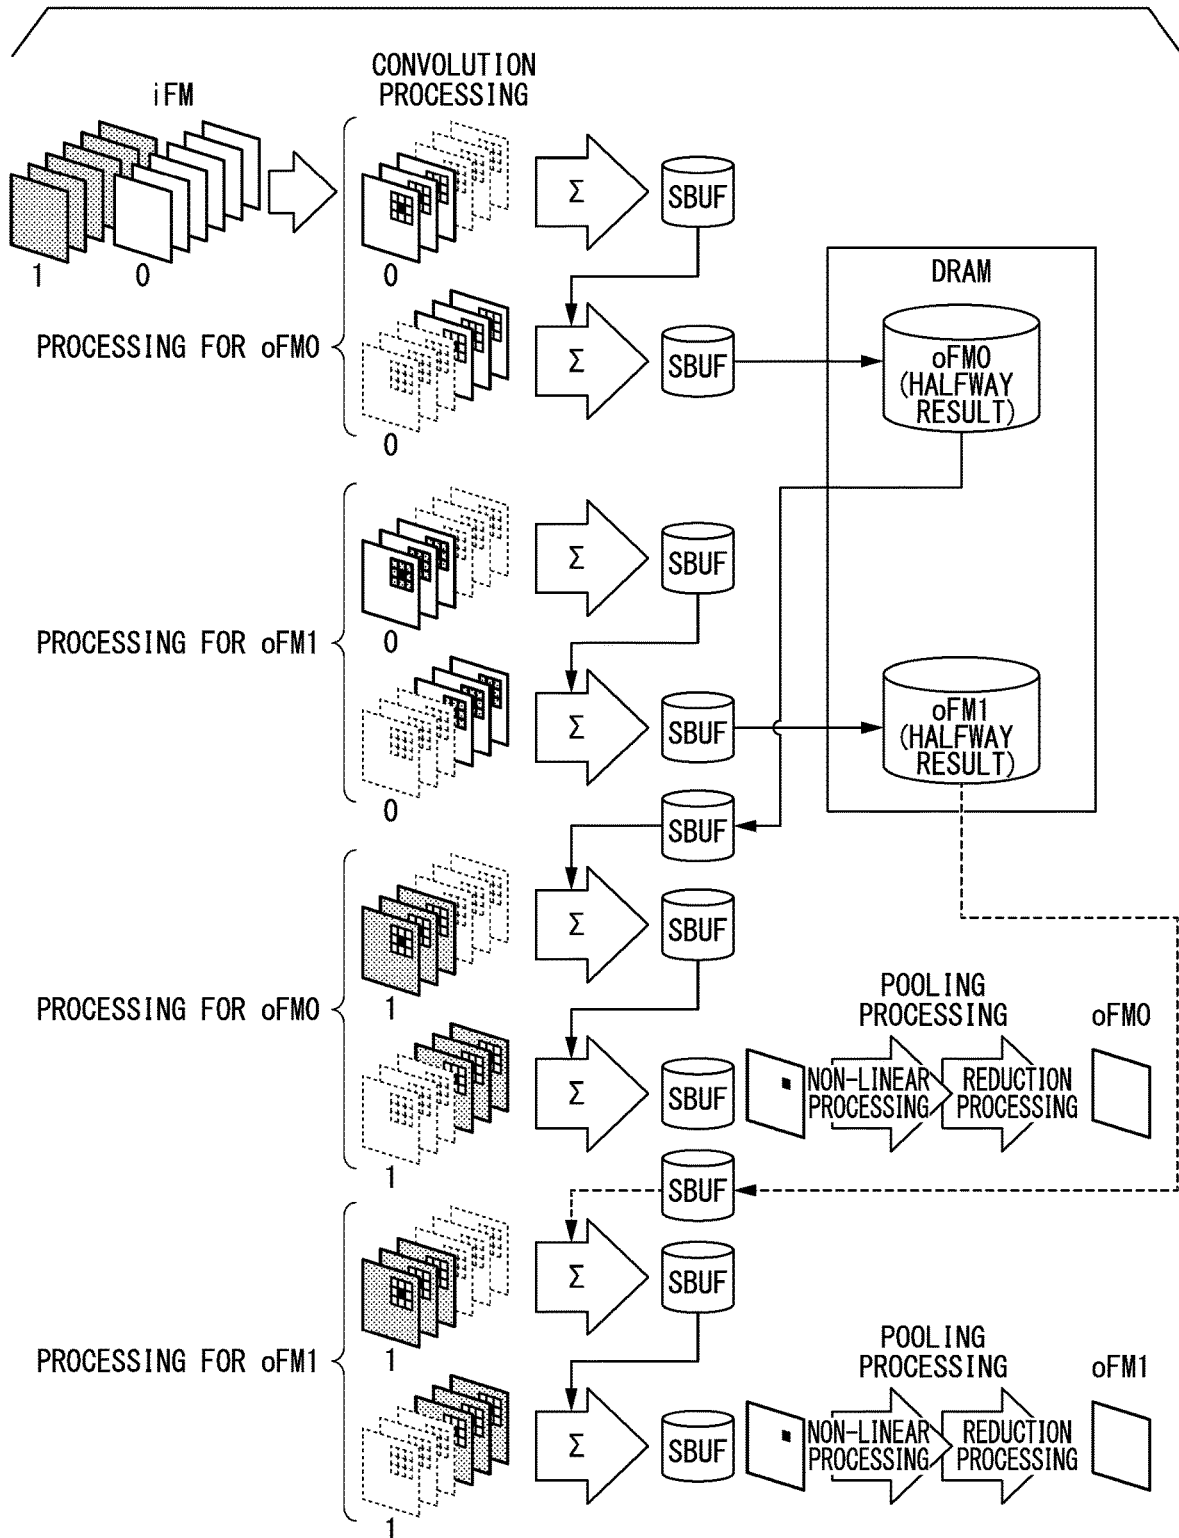 iFM
CONVOLUTION
PROCESSING
1
0
Σ
SBUF
0
PROCESSING FOR oFM0
Σ
SBUF
0
DRAM
oFM0
(HALFWAY
RESULT)
Σ
SBUF
0
PROCESSING FOR oFM1
Σ
SBUF
0
oFM1
(HALFWAY
RESULT)
SBUF
Σ
SBUF
1
PROCESSING FOR oFM0
Σ
SBUF
1
POOLING
PROCESSING
NON-LINEAR
PROCESSING
REDUCTION
PROCESSING
oFM0
SBUF
Σ
SBUF
1
PROCESSING FOR oFM1
Σ
SBUF
1
POOLING
PROCESSING
NON-LINEAR
PROCESSING
REDUCTION
PROCESSING
oFM1